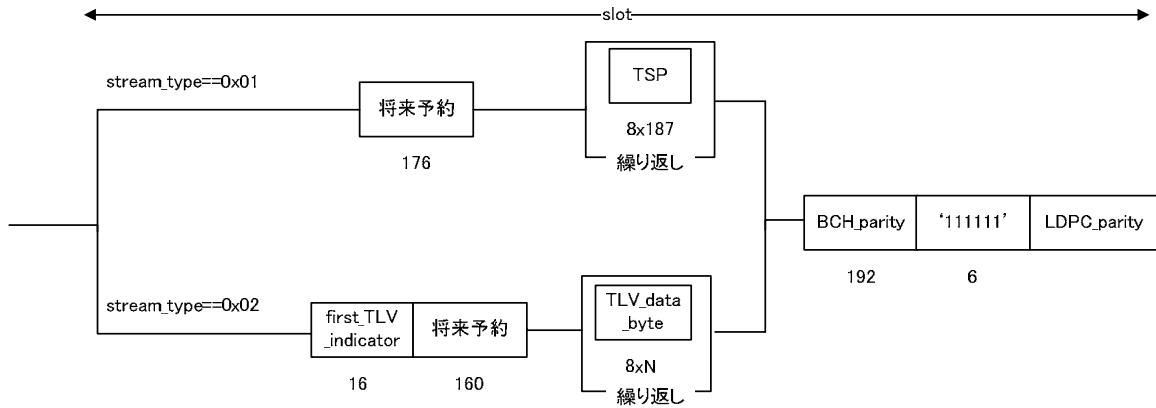 slot
stream_type==0x01
将来予約
176
TSP
8x187
繰り返し
BCH_parity
‘111111’
LDPC_parity
192
6
stream_type==0x02
first_TLV
_indicator
将来予約
16
160
TLV_data
_byte
8xN
繰り返し